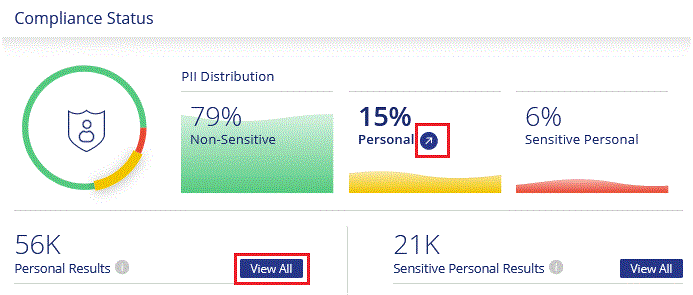 Compliance Status
PII Distribution
79%
Non-Sensitive
15%
Personal
6%
Sensitive Personal
56K
Personal Results
View All
21K
Sensitive Personal Results
View All